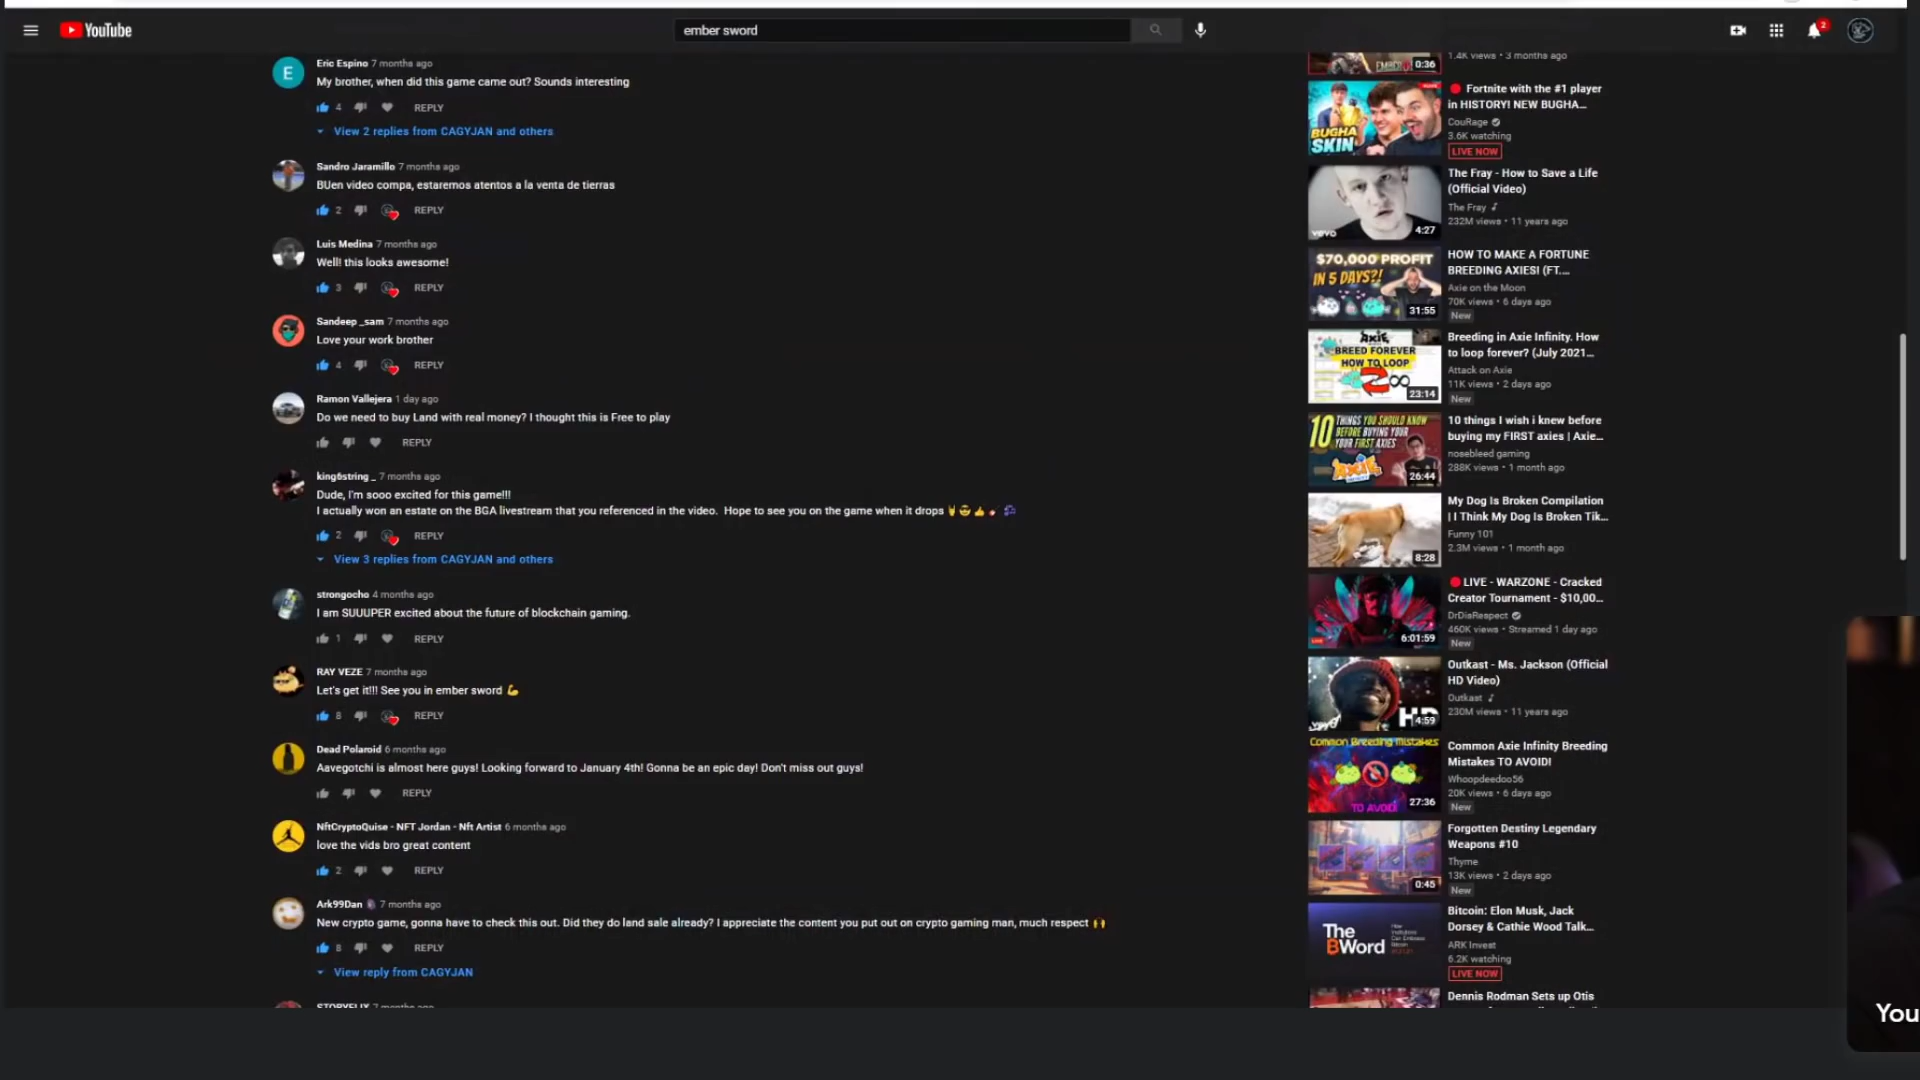 YouTube
ember sword
2
Eric Espino 7 months ago
My brother, when did this game came out? Sounds interesting
4 REPLY
View 2 replies from CAGYJAN and others
Sandro Jaramillo 7 months ago
BUen video compa, estaremos atentos a la venta de tierras
2 REPLY
Luis Medina 7 months ago
Well! this looks awesome!
3 REPLY
Sandeep _sam 7 months ago
Love your work brother
4 REPLY
Ramon Vallejera 1 day ago
Do we need to buy Land with real money? I thought this is Free to play
REPLY
king6string _ 7 months ago
Dude, I'm sooo excited for this game!!!
I actually won an estate on the BGA livestream that you referenced in the video. Hope to see you on the game when it drops
2 REPLY
View 3 replies from CAGYJAN and others
strongocho 4 months ago
I am SUUUPER excited about the future of blockchain gaming.
1 REPLY
RAY VEZE 7 months ago
Let's get it!!! See you in ember sword 💪
8 REPLY
Dead Polaroid 6 months ago
Aavegotchi is almost here guys! Looking forward to January 4th! Gonna be an epic day! Don't miss out guys!
REPLY
NftCryptoQuise - NFT Jordan - Nft Artist 6 months ago
love the vids bro great content
2 REPLY
Ark99Dan 7 months ago
New crypto game, gonna have to check this out. Did they do land sale already? I appreciate the content you put out on crypto gaming man, much respect
8 REPLY
View reply from CAGYJAN
STORYFLIX 7 months ago
0:36
1.4K views • 3 months ago
BUGHA
SKIN
Fortnite with the #1 player
in HISTORY! NEW BUGHA...
CouRage
3.6K watching
LIVE NOW
vevo
4:27
The Fray - How to Save a Life
(Official Video)
The Fray
232M views • 11 years ago
$70,000 PROFIT
IN 5 DAYS?!
31:55
HOW TO MAKE A FORTUNE
BREEDING AXIES! (FT....
Axie on the Moon
70K views • 6 days ago
New
AXIE
BREED FOREVER
HOW TO LOOP
23:14
Breeding in Axie Infinity. How
to loop forever? (July 2021...
Attack on Axie
11K views • 2 days ago
New
10 THINGS YOU SHOULD KNOW
BEFORE BUYING YOUR
YOUR FIRST AXIES
AXIE
26:44
10 things I wish i knew before
buying my FIRST axies | Axie...
nosebleed gaming
288K views • 1 month ago
8:28
My Dog Is Broken Compilation
| I Think My Dog Is Broken Tik...
Funny 101
2.3M views • 1 month ago
6:01:59
LIVE - WARZONE - Cracked
Creator Tournament - $10,00...
DrDisRespect
460K views • Streamed 1 day ago
New
vevo
HD
4:59
Outkast - Ms. Jackson (Official
HD Video)
Outkast
230M views • 11 years ago
Common Breeding Mistakes
TO AVOID!
27:36
Common Axie Infinity Breeding
Mistakes TO AVOID!
Whoopdeedoo56
20K views • 6 days ago
New
0:45
Forgotten Destiny Legendary
Weapons #10
Thyme
13K views • 2 days ago
New
The
BWord
Bitcoin: Elon Musk, Jack
Dorsey & Cathie Wood Talk...
ARK Invest
6.2K watching
LIVE NOW
Dennis Rodman Sets up Otis
You